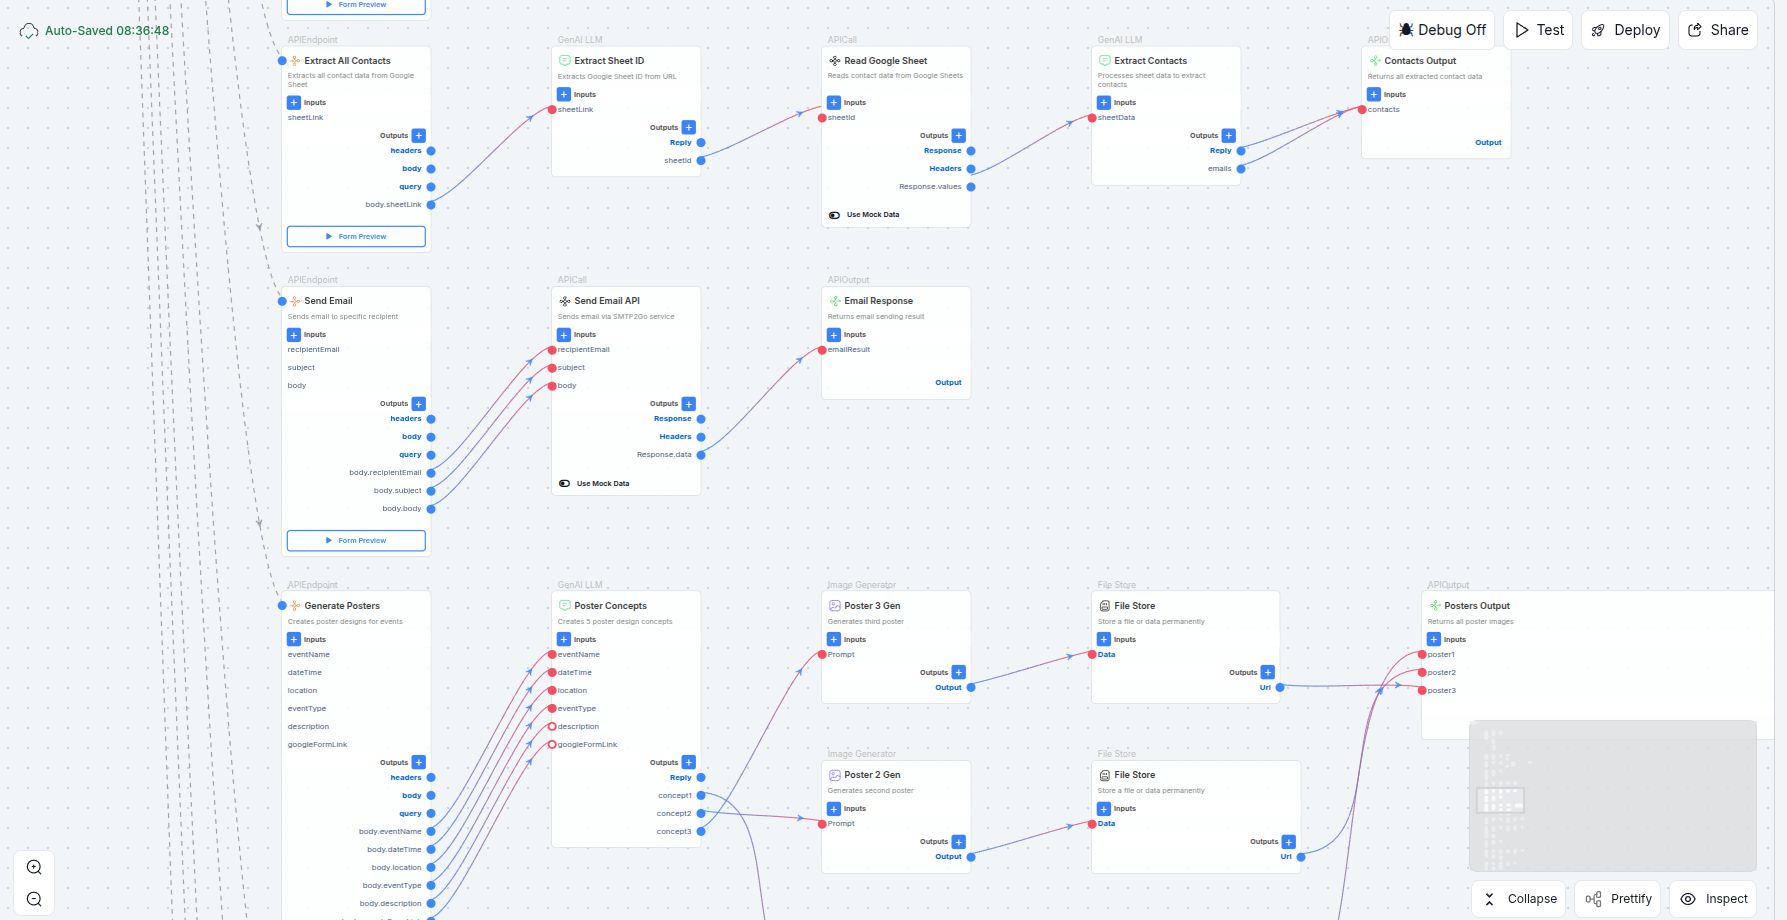 Form Preview
Auto-Saved 08:36:48
Debug Off
Test
Deploy
Share
APIEndpoint
Extract All Contacts
Extracts all contact data from Google
Sheet
Inputs
sheetLink
Outputs
headers
body
query
body.sheetLink
Form Preview
GenAI LLM
Extract Sheet ID
Extracts Google Sheet ID from URL
Inputs
sheetLink
Outputs
Reply
sheetId
APICall
Read Google Sheet
Reads contact data from Google Sheets
Inputs
sheetId
Outputs
Response
Headers
Response.values
Use Mock Data
GenAI LLM
Extract Contacts
Processes sheet data to extract
contacts
Inputs
sheetData
Outputs
Reply
emails
Contacts Output
Returns all extracted contact data
Inputs
contacts
Output
APIEndpoint
Send Email
Sends email to specific recipient
Inputs
recipientEmail
subject
body
Outputs
headers
body
query
body.recipientEmail
body.subject
body.body
Form Preview
APICall
Send Email API
Sends email via SMTP2Go service
Inputs
recipientEmail
subject
body
Outputs
Response
Headers
Response.data
Use Mock Data
APIOutput
Email Response
Returns email sending result
Inputs
emailResult
Output
APIEndpoint
Generate Posters
Creates poster designs for events
Inputs
eventName
dateTime
location
eventType
description
googleFormLink
Outputs
headers
body
query
body.eventName
body.dateTime
body.location
body.eventType
body.description
GenAI LLM
Poster Concepts
Creates 5 poster design concepts
Inputs
eventName
dateTime
location
eventType
description
googleFormLink
Outputs
Reply
concept1
concept2
concept3
Image Generator
Poster 3 Gen
Generates third poster
Inputs
Prompt
Outputs
Output
File Store
File Store
Store a file or data permanently
Inputs
Data
Outputs
Url
APIOutput
Posters Output
Returns all poster images
Inputs
poster1
poster2
poster3
Image Generator
Poster 2 Gen
Generates second poster
Inputs
Prompt
Outputs
Output
File Store
File Store
Store a file or data permanently
Inputs
Data
Outputs
Url
Collapse
Prettify
Inspect